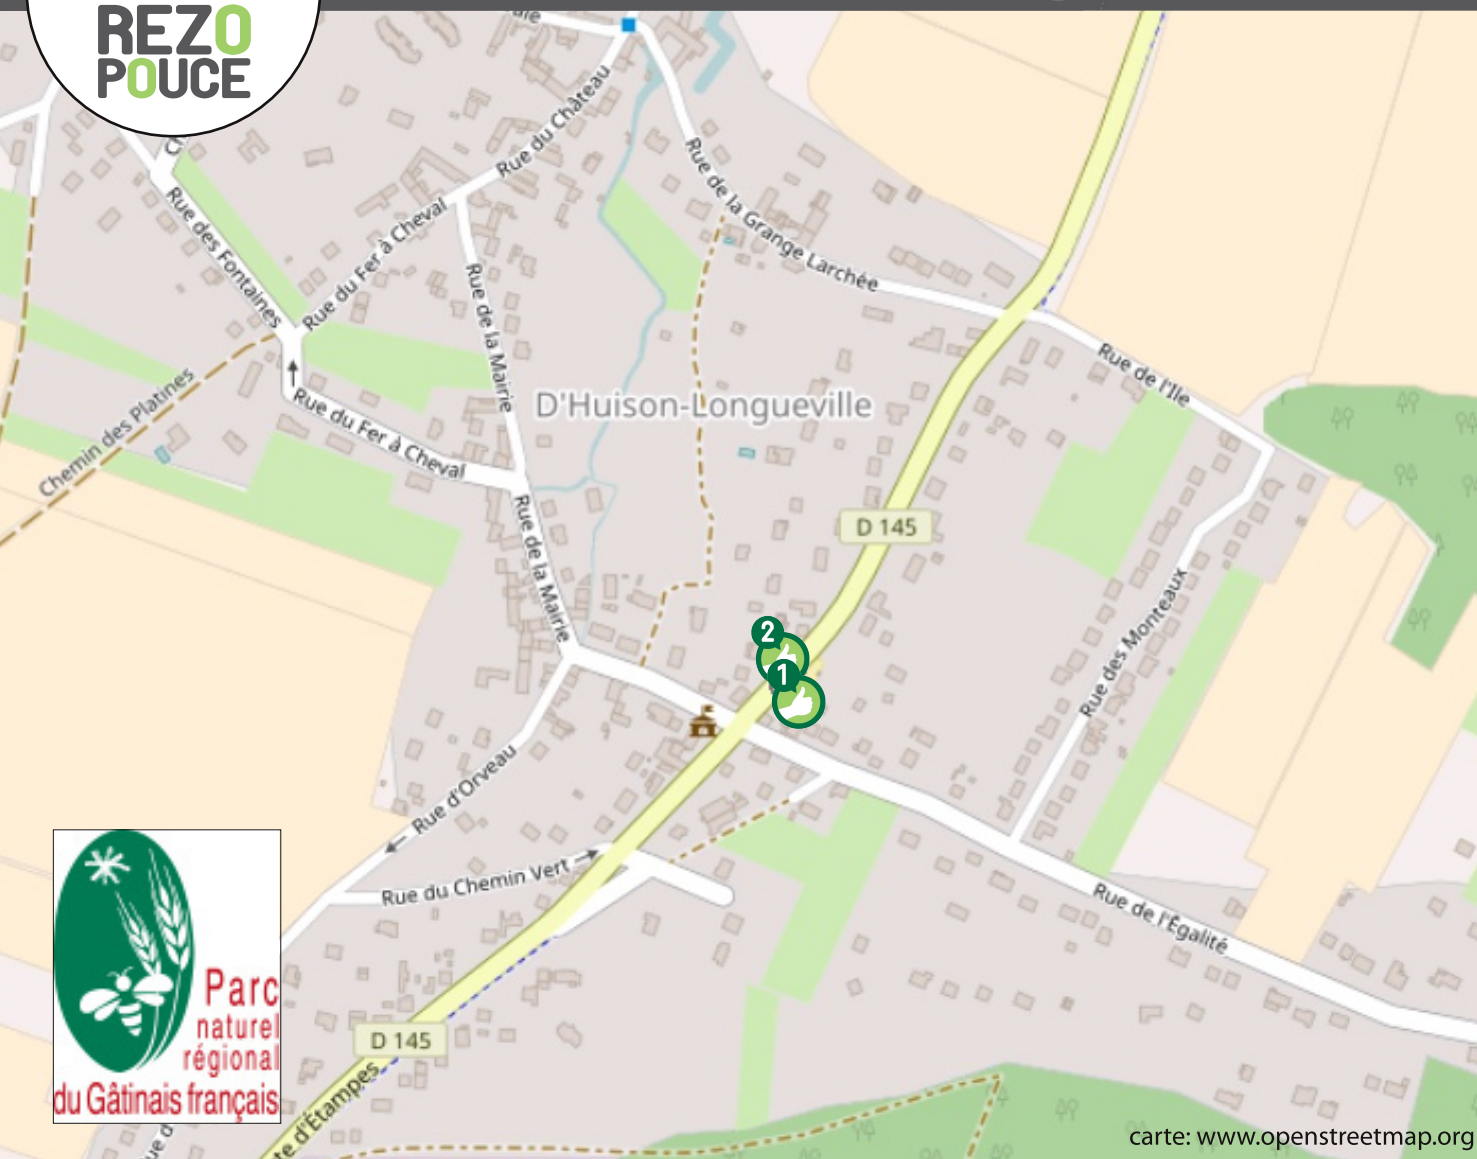 REZO
POUCE
Rue du Château
Rue de la Grange Larchée
Rue du Fer à Cheval
Rue des Fontaines
Rue de la Mairie
Rue de l'Ile
D'Huison-Longueville
Chemin des Platines
Rue du Fer à Cheval
D 145
Rue de la Mairie
Rue des Monteaux
2
1
Rue d'Orveau
Rue du Chemin Vert
Rue de l'Égalité
Parc
naturel
régional
du Gâtinais français
D 145
te d'Étampes
carte: www.openstreetmap.org